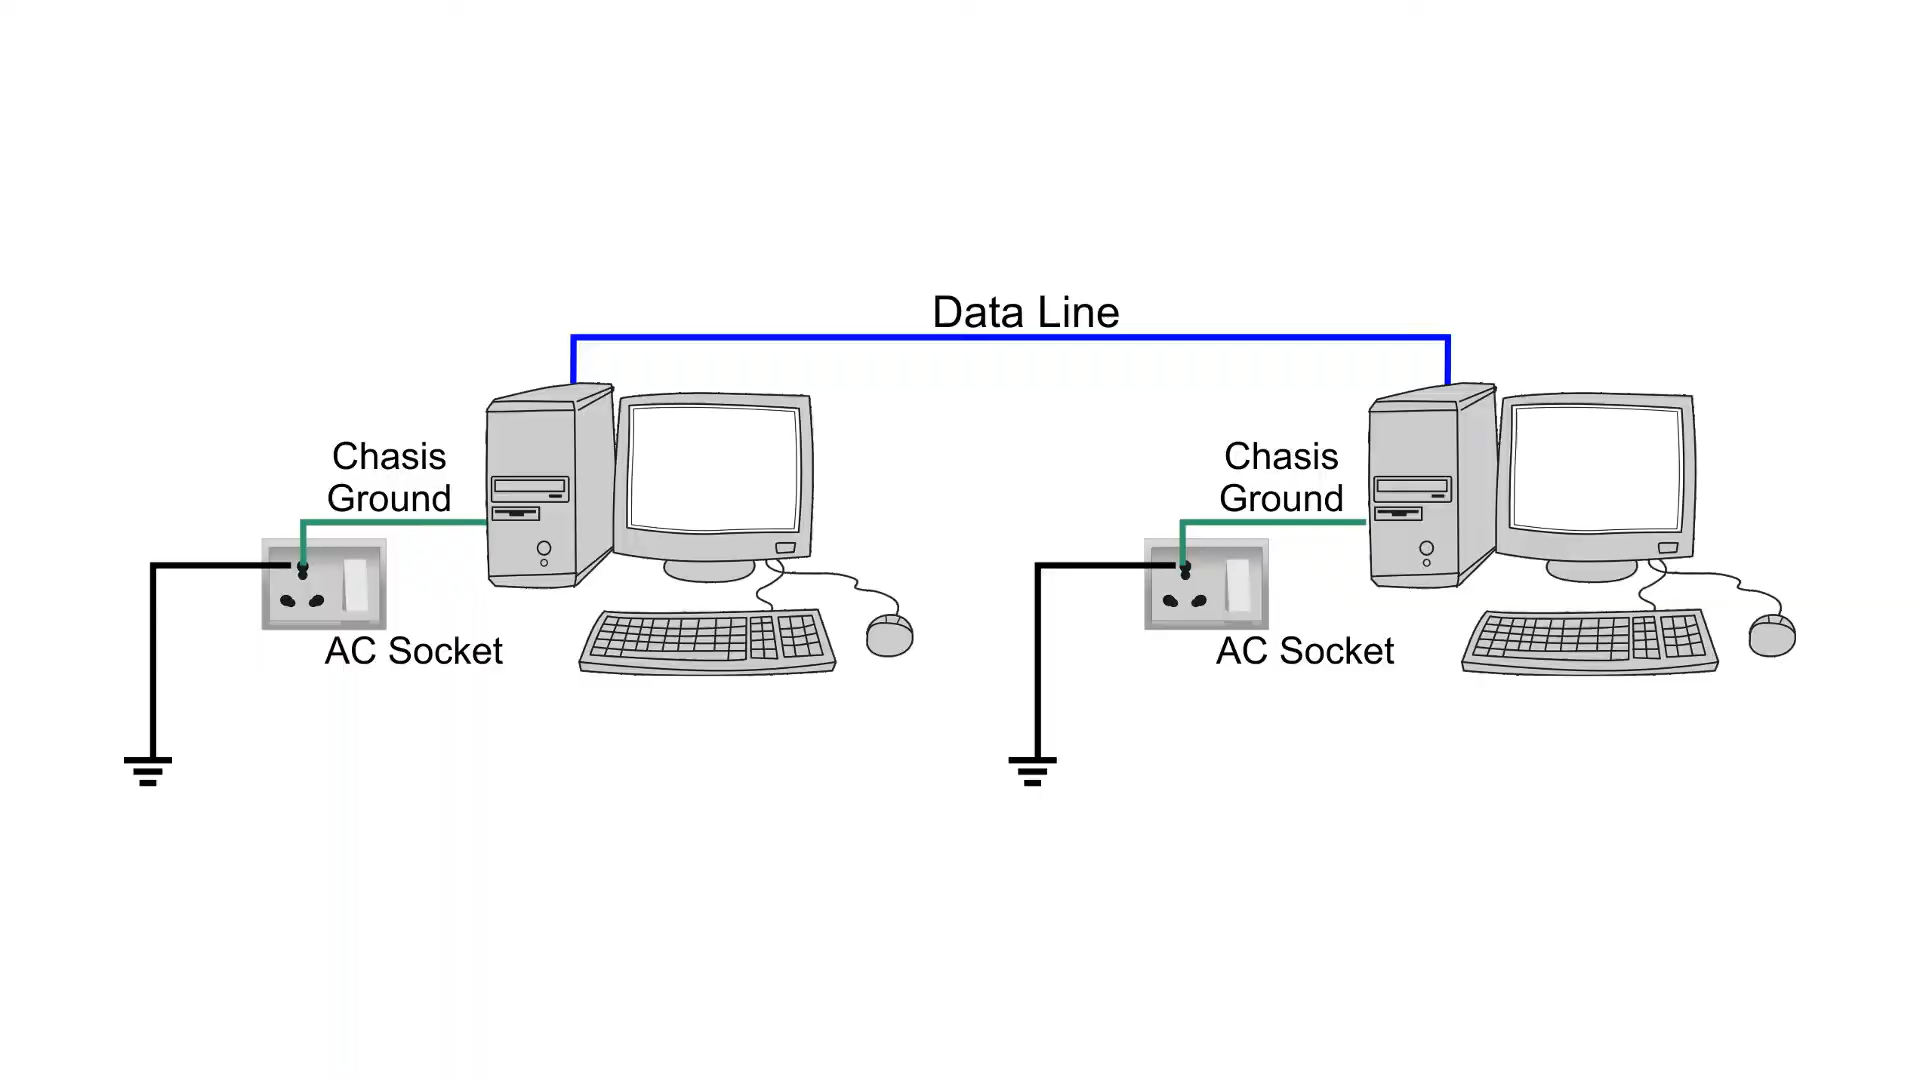 Data Line
Chasis
Ground
AC Socket
Chasis
Ground
AC Socket